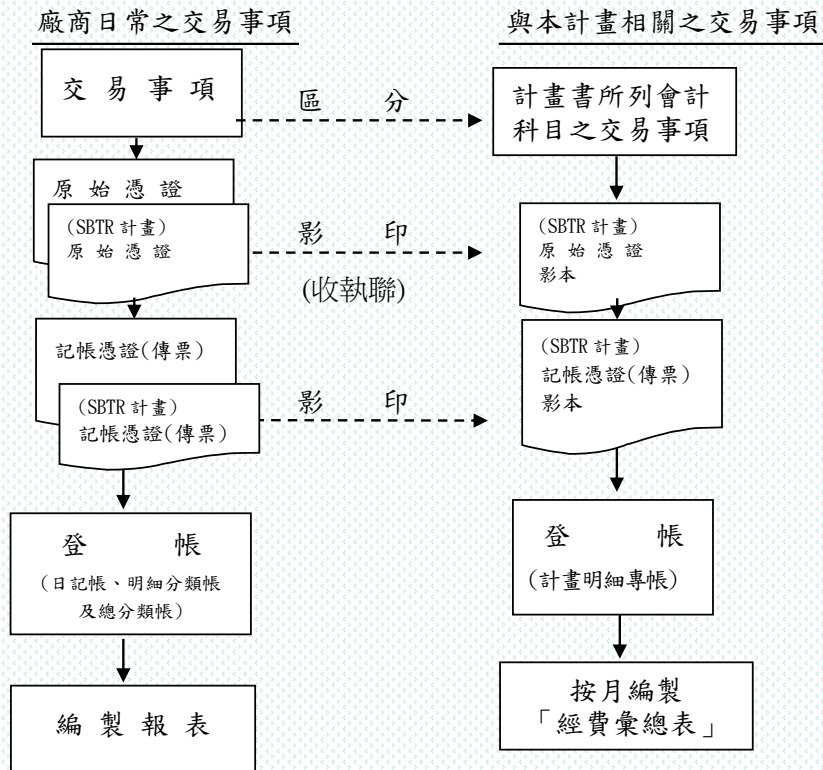 廠商日常之交易事項
與本計畫相關之交易事項
交易事項
區分
計畫書所列會計
科目之交易事項
原始憑證
(SBTR 計畫)
原始憑證
影印
(收執聯)
(SBTR 計畫)
原始憑證
影本
記帳憑證(傳票)
(SBTR 計畫)
記帳憑證(傳票)
影印
(SBTR 計畫)
記帳憑證(傳票)
影本
登帳
(日記帳、明細分類帳
及總分類帳)
登帳
(計畫明細專帳)
編製報表
按月編製
「經費彙總表」